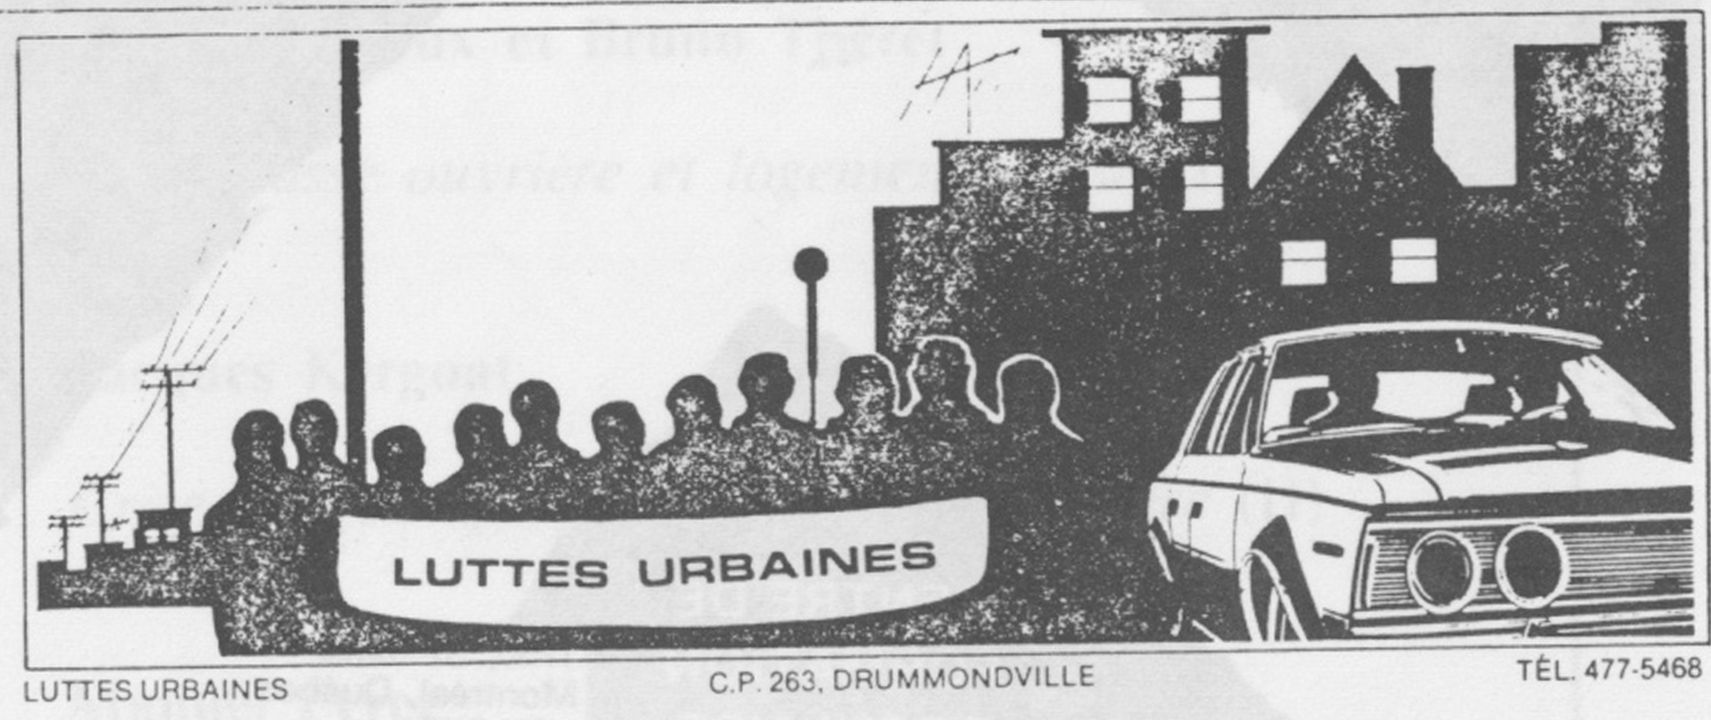 LUTTES URBAINES
LUTTES URBAINES
C.P. 263, DRUMMONDVILLE
TÉL. 477-5468